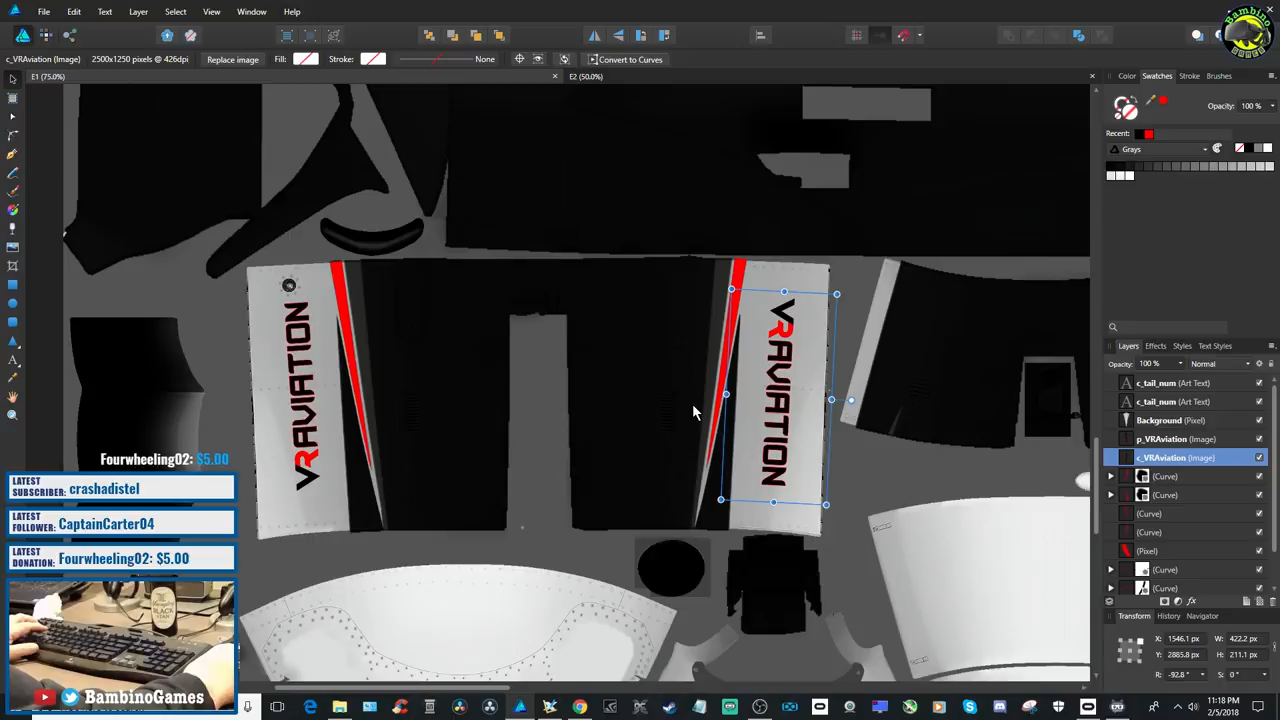 File Edit Text Layer Select View Window Help
Bambino
c_VRAviation (Image) 2500x1250 pixels @ 426dpi Replace image Fill: Stroke: None Convert to Curves
E1 (75.0%) E2 (50.0%)
Color Swatches Stroke Brushes
Opacity: 100 %
Recent:
Grays
VRAVIATION
VRAVIATION
Layers Effects Styles Text Styles
Opacity: 100 % Normal
c_tail_num (Art Text)
c_tail_num (Art Text)
Background (Pixel)
p_VRAviation (Image)
c_VRAviation (Image)
(Curve)
(Curve)
(Curve)
(Curve)
(Pixel)
(Curve)
(Curve)
Transform History Navigator
X: 1546.1 px W: 422.2 px
Y: 2885.8 px H: 211.1 px
R: -92.8 ° S: 0 °
Fourwheeling02: $5.00
LATEST SUBSCRIBER: crashadistel
LATEST FOLLOWER: CaptainCarter04
LATEST DONATION: Fourwheeling02: $5.00
BLACK
BambinoGames
11:18 PM
2/5/2018